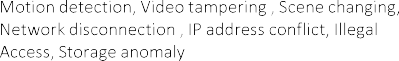 Motion detection, Video tampering , Scene changing,
Network disconnection , IP address conflict, Illegal
Access, Storage anomaly